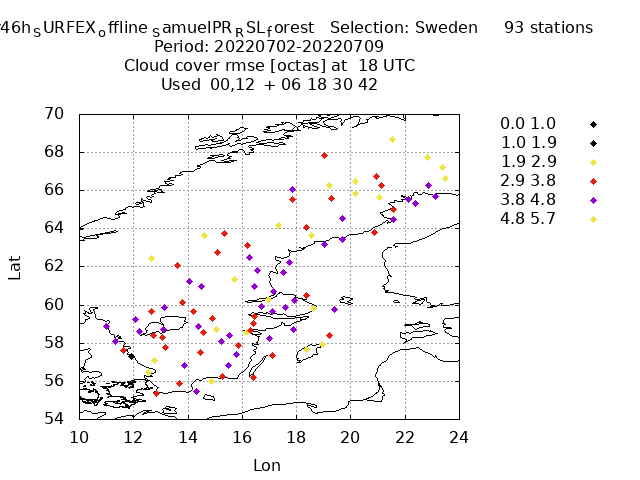 46h_SURFEX_offline_SamuelPR_RSL_forest Selection: Sweden 93 stations
Period: 20220702-20220709
Cloud cover rmse [octas] at 18 UTC
Used 00,12 + 06 18 30 42
70
68
66
64
62
60
58
56
54
10 12 14 16 18 20 22 24
Lat
Lon
0.0 1.0
1.0 1.9
1.9 2.9
2.9 3.8
3.8 4.8
4.8 5.7